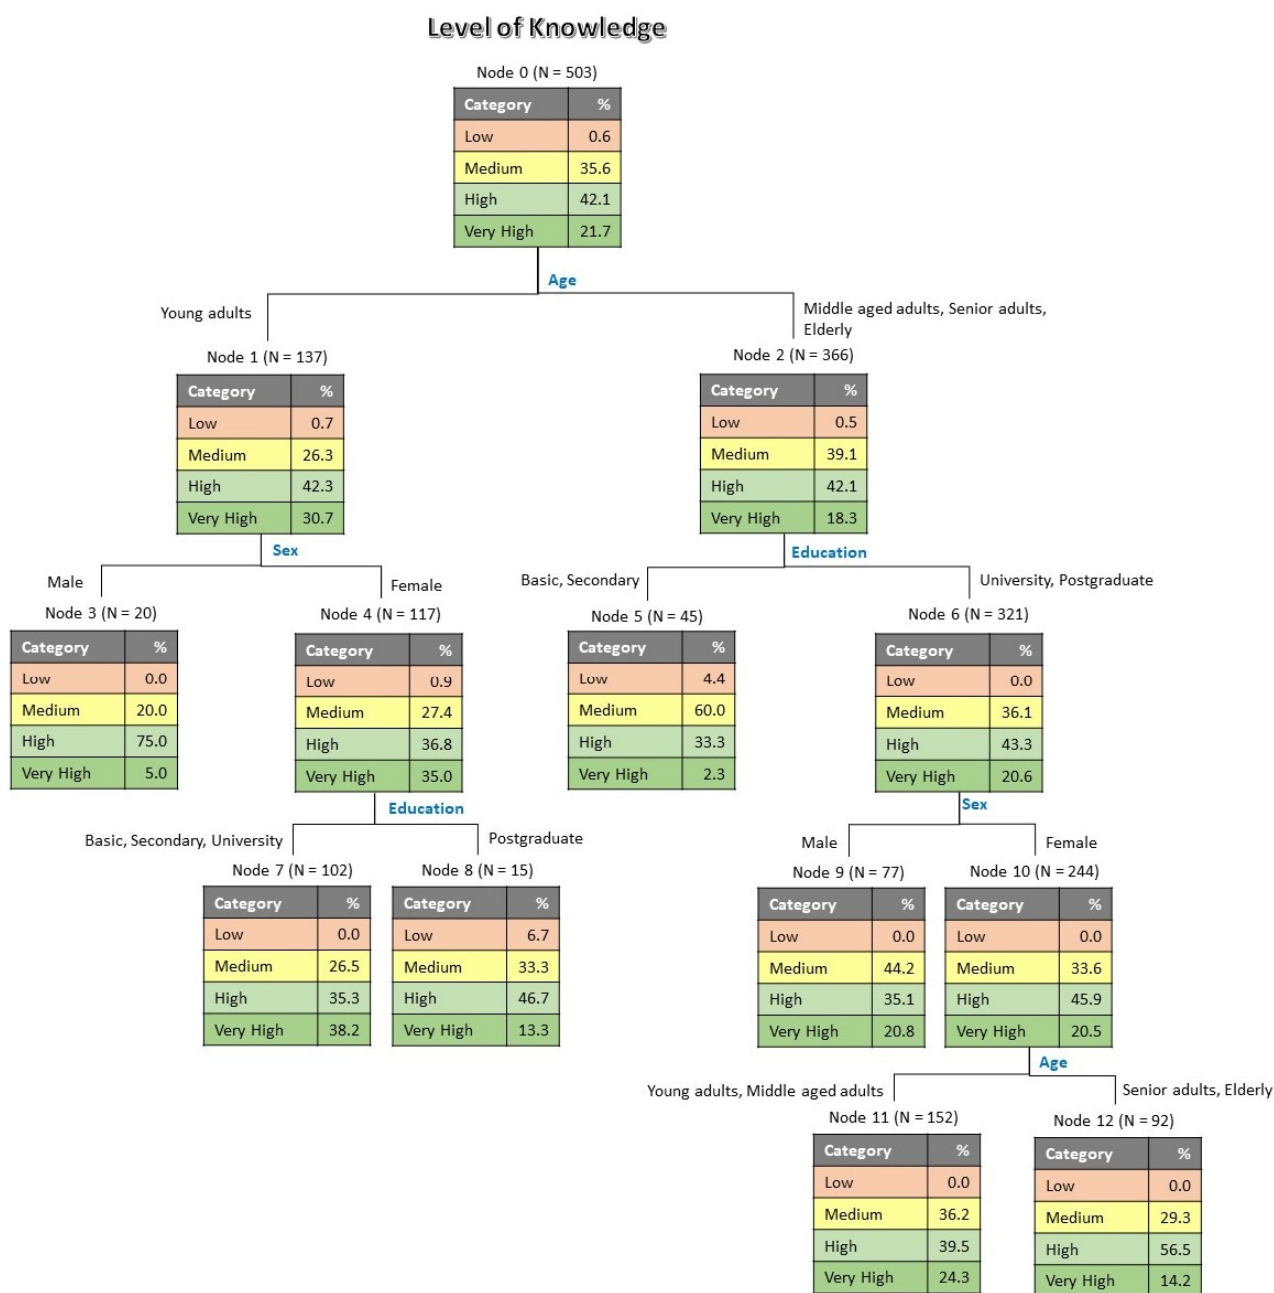 Level of Knowledge
Node 0 (N = 503)
Category %
Low 0.6
Medium 35.6
High 42.1
Very High 21.7
Age
Young adults
Middle aged adults, Senior adults,
Elderly
Node 1 (N = 137)
Category %
Low 0.7
Medium 26.3
High 42.3
Very High 30.7
Node 2 (N = 366)
Category %
Low 0.5
Medium 39.1
High 42.1
Very High 18.3
Sex
Education
Male
Female
Basic, Secondary
University, Postgraduate
Node 3 (N = 20)
Category %
Low 0.0
Medium 20.0
High 75.0
Very High 5.0
Node 4 (N = 117)
Category %
Low 0.9
Medium 27.4
High 36.8
Very High 35.0
Node 5 (N = 45)
Category %
Low 4.4
Medium 60.0
High 33.3
Very High 2.3
Node 6 (N = 321)
Category %
Low 0.0
Medium 36.1
High 43.3
Very High 20.6
Education
Sex
Basic, Secondary, University
Postgraduate
Male
Female
Node 7 (N = 102)
Category %
Low 0.0
Medium 26.5
High 35.3
Very High 38.2
Node 8 (N = 15)
Category %
Low 6.7
Medium 33.3
High 46.7
Very High 13.3
Node 9 (N = 77)
Category %
Low 0.0
Medium 44.2
High 35.1
Very High 20.8
Node 10 (N = 244)
Category %
Low 0.0
Medium 33.6
High 45.9
Very High 20.5
Age
Young adults, Middle aged adults
Senior adults, Elderly
Node 11 (N = 152)
Category %
Low 0.0
Medium 36.2
High 39.5
Very High 24.3
Node 12 (N = 92)
Category %
Low 0.0
Medium 29.3
High 56.5
Very High 14.2